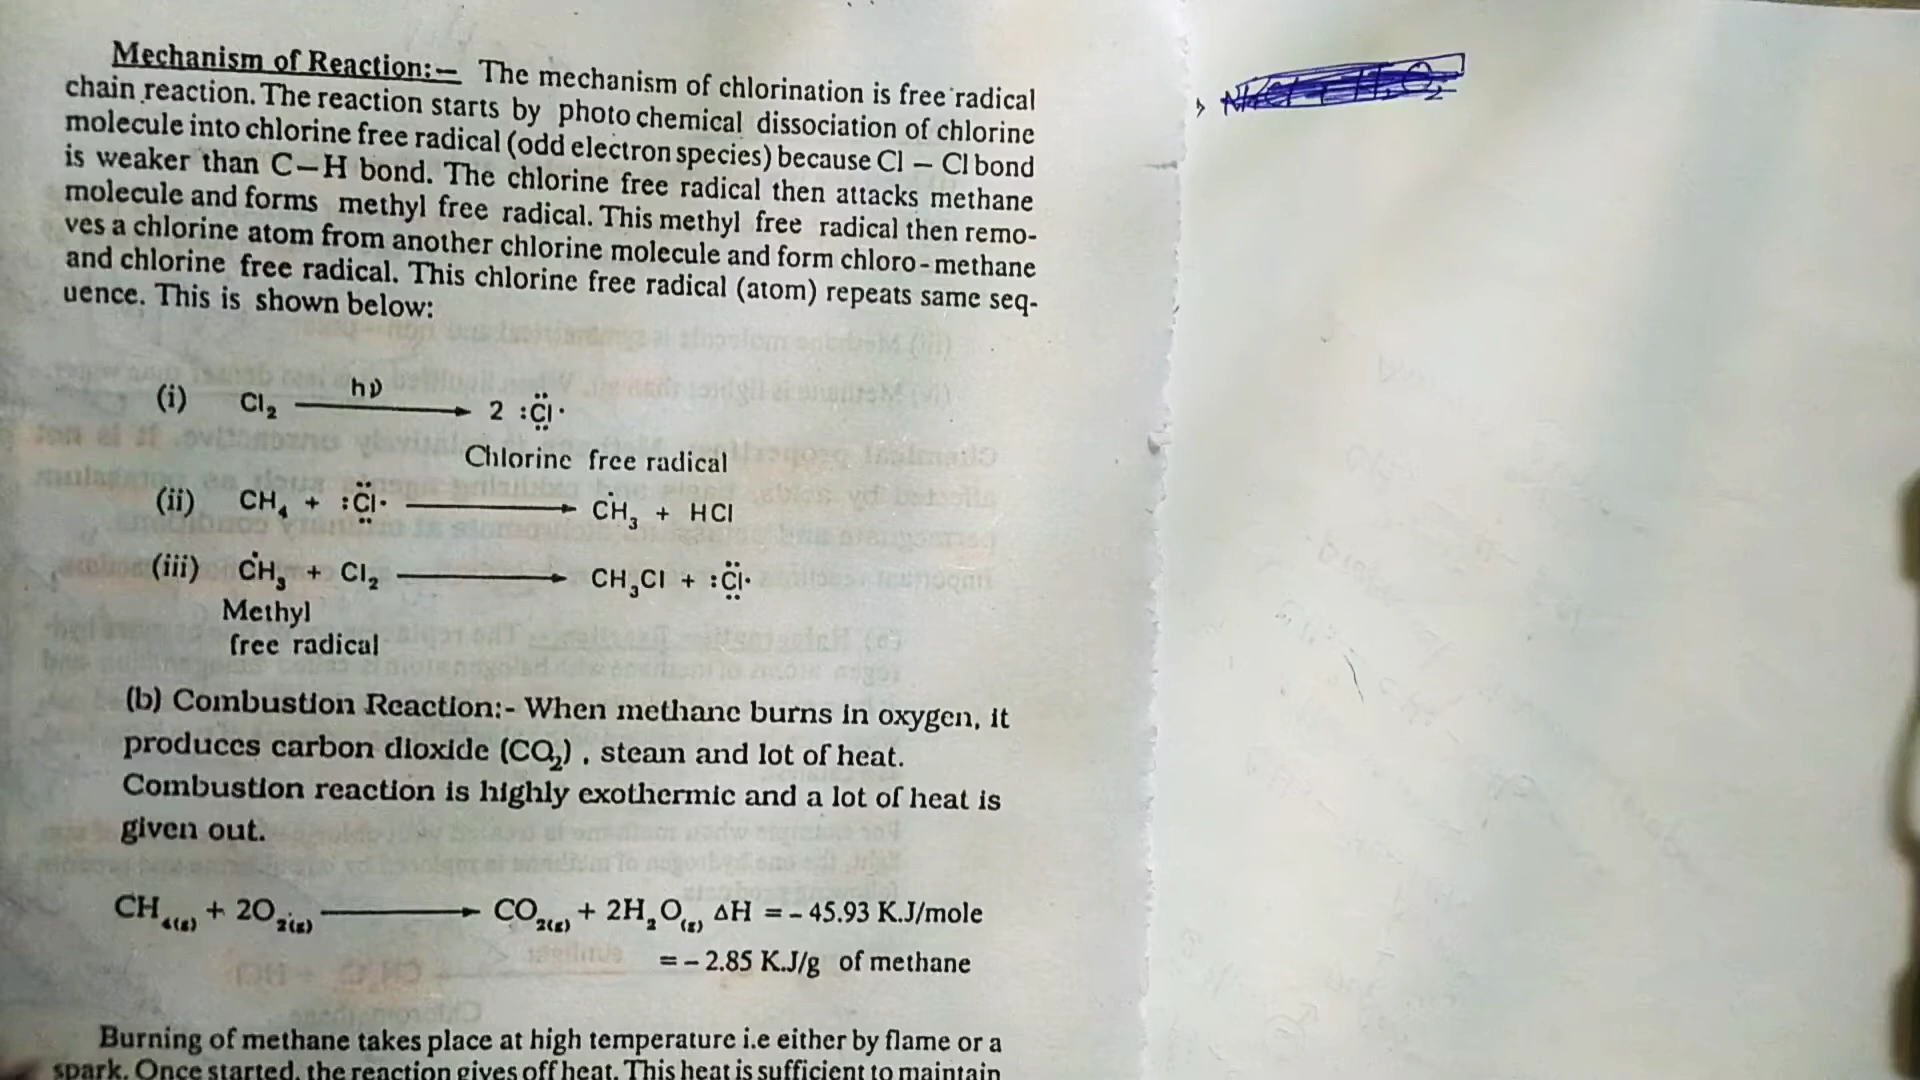 Mechanism of Reaction:— The mechanism of chlorination is free radical
chain reaction. The reaction starts by photo chemical dissociation of chlorine
molecule into chlorine free radical (odd electron species) because Cl – Cl bond
is weaker than C–H bond. The chlorine free radical then attacks methane
molecule and forms methyl free radical. This methyl free radical then remo-
ves a chlorine atom from another chlorine molecule and form chloro-methane
and chlorine free radical. This chlorine free radical (atom) repeats same seq-
uence. This is shown below:
(i) Cl₂ ⟶ hν 2 :C̈l·
Chlorine free radical
(ii) CH₄ + :C̈l· ⟶ ĊH₃ + HCl
(iii) ĊH₃ + Cl₂ ⟶ CH₃Cl + :C̈l·
Methyl
free radical
(b) Combustion Reaction:- When methane burns in oxygen, it
produces carbon dioxide (CO₂), steam and lot of heat.
Combustion reaction is highly exothermic and a lot of heat is
given out.
CH₄(g) + 2O₂(g) ⟶ CO₂(g) + 2H₂O(g) ΔH = – 45.93 K.J/mole
= – 2.85 K.J/g of methane
Burning of methane takes place at high temperature i.e either by flame or a
spark. Once started, the reaction gives off heat. This heat is sufficient to maintain